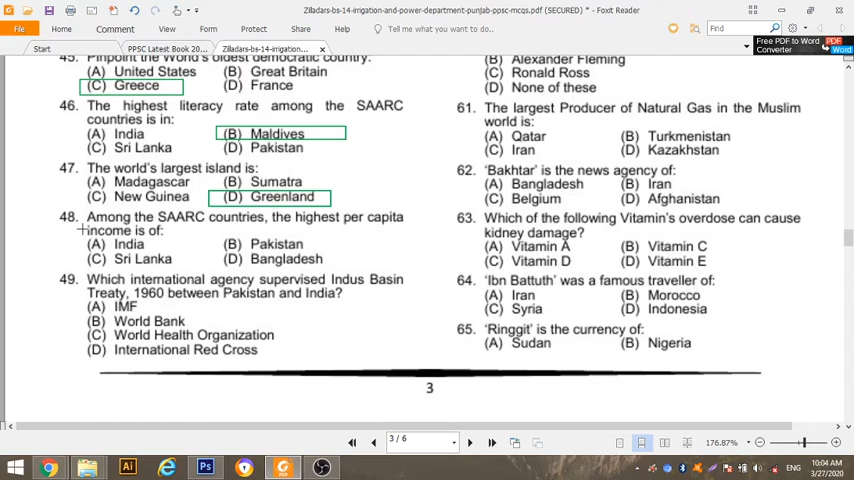 Zilladars-bs-14-irrigation-and-power-department-punjab-ppsc-mcqs.pdf (SECURED) * - Foxit Reader
File
Home
Comment
View
Form
Protect
Share
Help
Tell me what you want to do...
Find
Start
PPSC Latest Book 20...
Zilladars-bs-14-irrigation-...
Free PDF to Word Converter
PDF
Word
45. Pinpoint the World's oldest democratic country:
(A) United States (B) Great Britain
(C) Greece (D) France
46. The highest literacy rate among the SAARC
countries is in:
(A) India (B) Maldives
(C) Sri Lanka (D) Pakistan
47. The world's largest island is:
(A) Madagascar (B) Sumatra
(C) New Guinea (D) Greenland
48. Among the SAARC countries, the highest per capita
income is of:
(A) India (B) Pakistan
(C) Sri Lanka (D) Bangladesh
49. Which international agency supervised Indus Basin
Treaty, 1960 between Pakistan and India?
(A) IMF
(B) World Bank
(C) World Health Organization
(D) International Red Cross
(B) Alexander Fleming
(C) Ronald Ross
(D) None of these
61. The largest Producer of Natural Gas in the Muslim
world is:
(A) Qatar (B) Turkmenistan
(C) Iran (D) Kazakhstan
62. 'Bakhtar' is the news agency of:
(A) Bangladesh (B) Iran
(C) Belgium (D) Afghanistan
63. Which of the following Vitamin's overdose can cause
kidney damage?
(A) Vitamin A (B) Vitamin C
(C) Vitamin D (D) Vitamin E
64. 'Ibn Battuth' was a famous traveller of:
(A) Iran (B) Morocco
(C) Syria (D) Indonesia
65. 'Ringgit' is the currency of:
(A) Sudan (B) Nigeria
3
3 / 6
176.87%
Ai
Ps
ENG
10:04 AM
3/27/2020